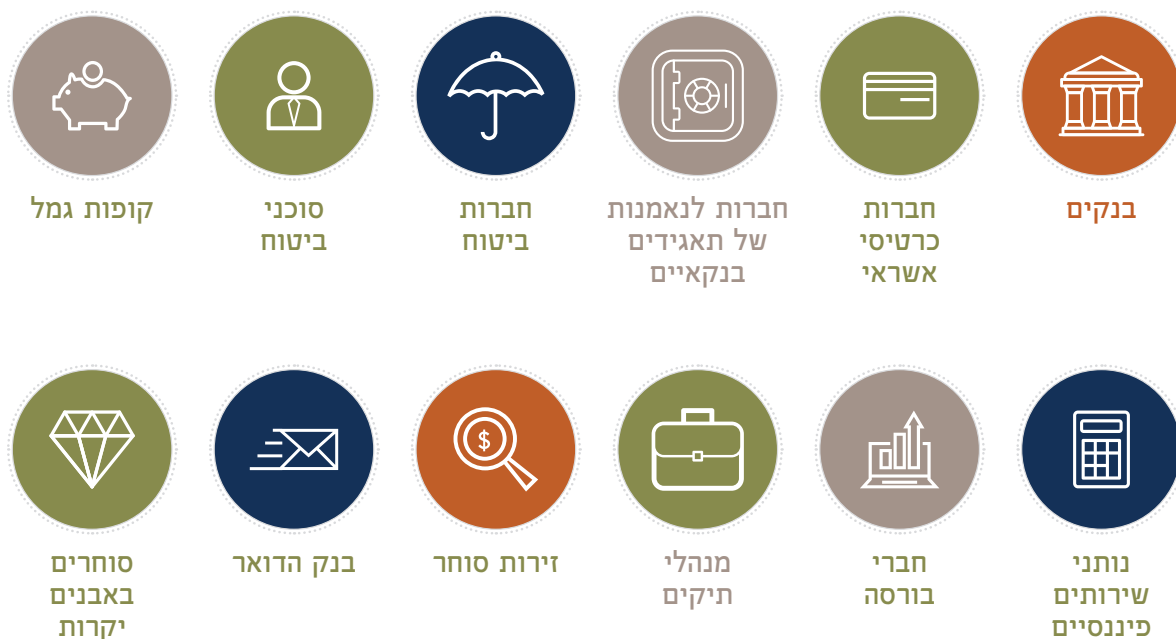 בנקים
חברות
כרטיסי
אשראי
חברות לנאמנות
של תאגידים
בנקאיים
חברות
ביטוח
סוכני
ביטוח
קופות גמל
נותני
שירותים
פיננסיים
חברי
בורסה
מנהלי
תיקים
$
זירות סוחר
בנק הדואר
סוחרים
באבנים
יקרות